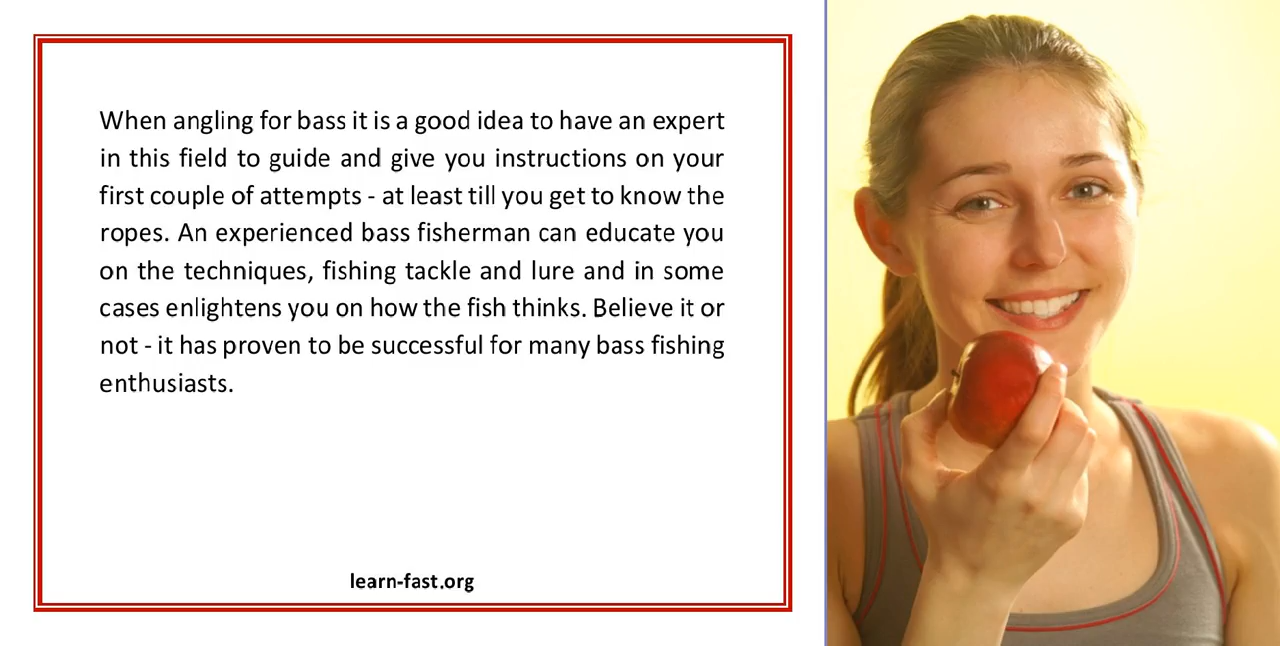 When angling for bass it is a good idea to have an expert
in this field to guide and give you instructions on your
first couple of attempts - at least till you get to know the
ropes. An experienced bass fisherman can educate you
on the techniques, fishing tackle and lure and in some
cases enlightens you on how the fish thinks. Believe it or
not - it has proven to be successful for many bass fishing
enthusiasts.
learn-fast.org